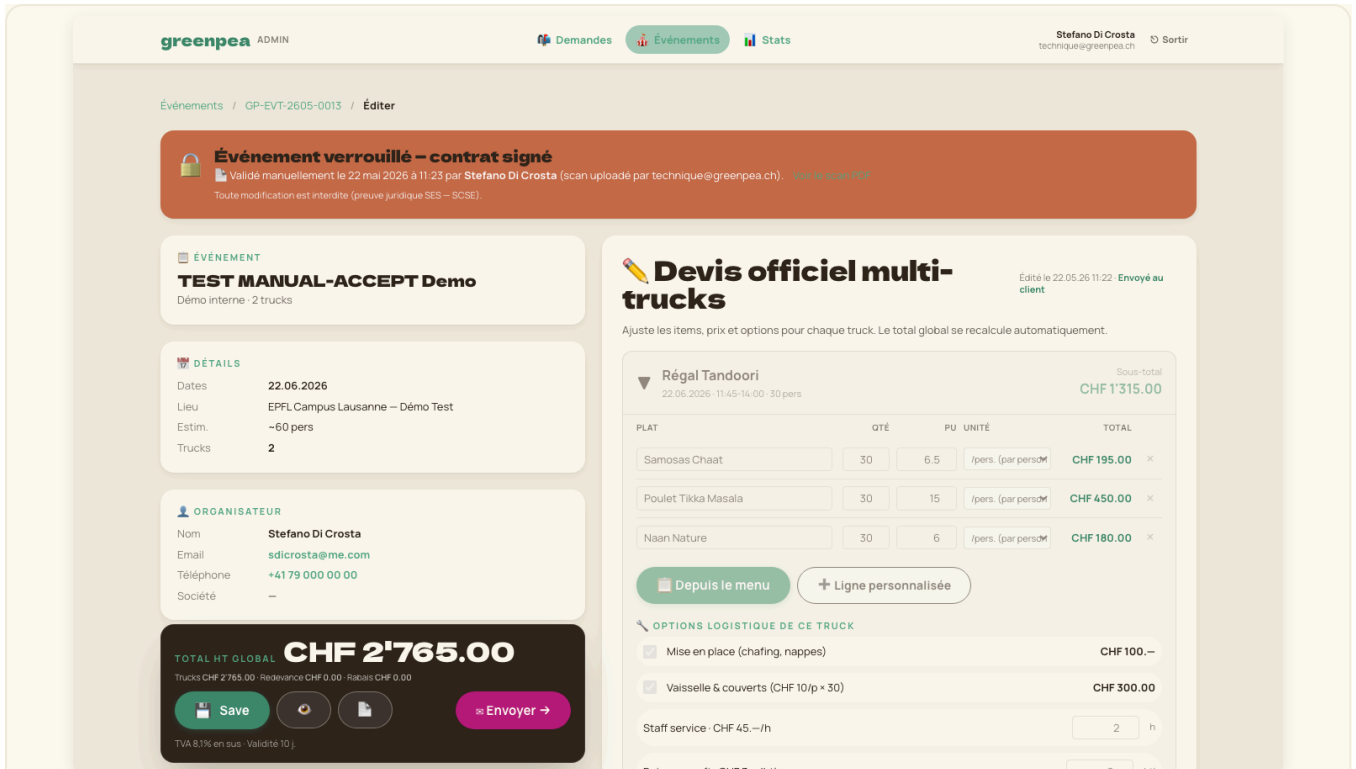 greenpea ADMIN
Demandes
Événements
Stats
Stefano Di Crosta
technique@greenpea.ch
Sortir
Événements / GP-EVT-2605-0013 / Éditer
Événement verrouillé — contrat signé
Validé manuellement le 22 mai 2026 à 11:23 par Stefano Di Crosta (scan uploadé par technique@greenpea.ch).
Toute modification est interdite (preuve juridique SES — SCSE).
ÉVÉNEMENT
TEST MANUAL-ACCEPT Demo
Démo interne · 2 trucks
DÉTAILS
Dates 22.06.2026
Lieu EPFL Campus Lausanne — Démo Test
Estim. ~60 pers
Trucks 2
ORGANISATEUR
Nom Stefano Di Crosta
Email sdicrosta@me.com
Téléphone +41 79 000 00 00
Société —
TOTAL HT GLOBAL CHF 2'765.00
Trucks CHF 2'765.00 · Redevance CHF 0.00 · Rabais CHF 0.00
Save
Envoyer →
TVA 8,1% en sus · Validité 10 j.
Devis officiel multi-
trucks
Édité le 22.05.26 11:22 · Envoyé au
client
Ajuste les items, prix et options pour chaque truck. Le total global se recalcule automatiquement.
Régal Tandoori
22.06.2026 · 11:45-14:00 · 30 pers
Sous-total
CHF 1'315.00
PLAT QTÉ PU UNITÉ TOTAL
Samosas Chaat 30 6.5 /pers. (par person CHF 195.00 ×
Poulet Tikka Masala 30 15 /pers. (par person CHF 450.00 ×
Naan Nature 30 6 /pers. (par person CHF 180.00 ×
Depuis le menu
+ Ligne personnalisée
OPTIONS LOGISTIQUE DE CE TRUCK
Mise en place (chafing, nappes) CHF 100.—
Vaisselle & couverts (CHF 10/p × 30) CHF 300.00
Staff service · CHF 45.—/h 2 h